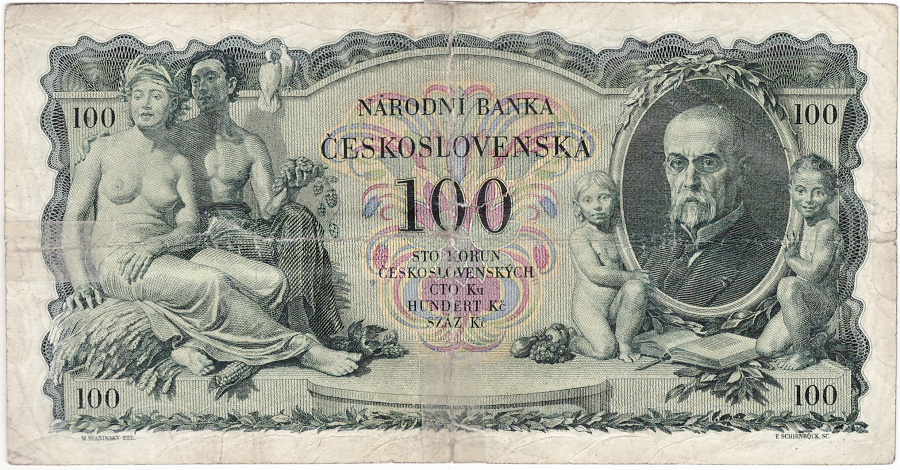 100
100
NÁRODNÍ BANKA
ČESKOSLOVENSKÁ
100
STO KORUN
ČESKOSLOVENSKÝCH
CTO Kч
HUNDERT Kč
SZÁZ Kč
100
100
M. ŠVABINSKÝ DEL.
F. SCHIRNBÖCK SC.